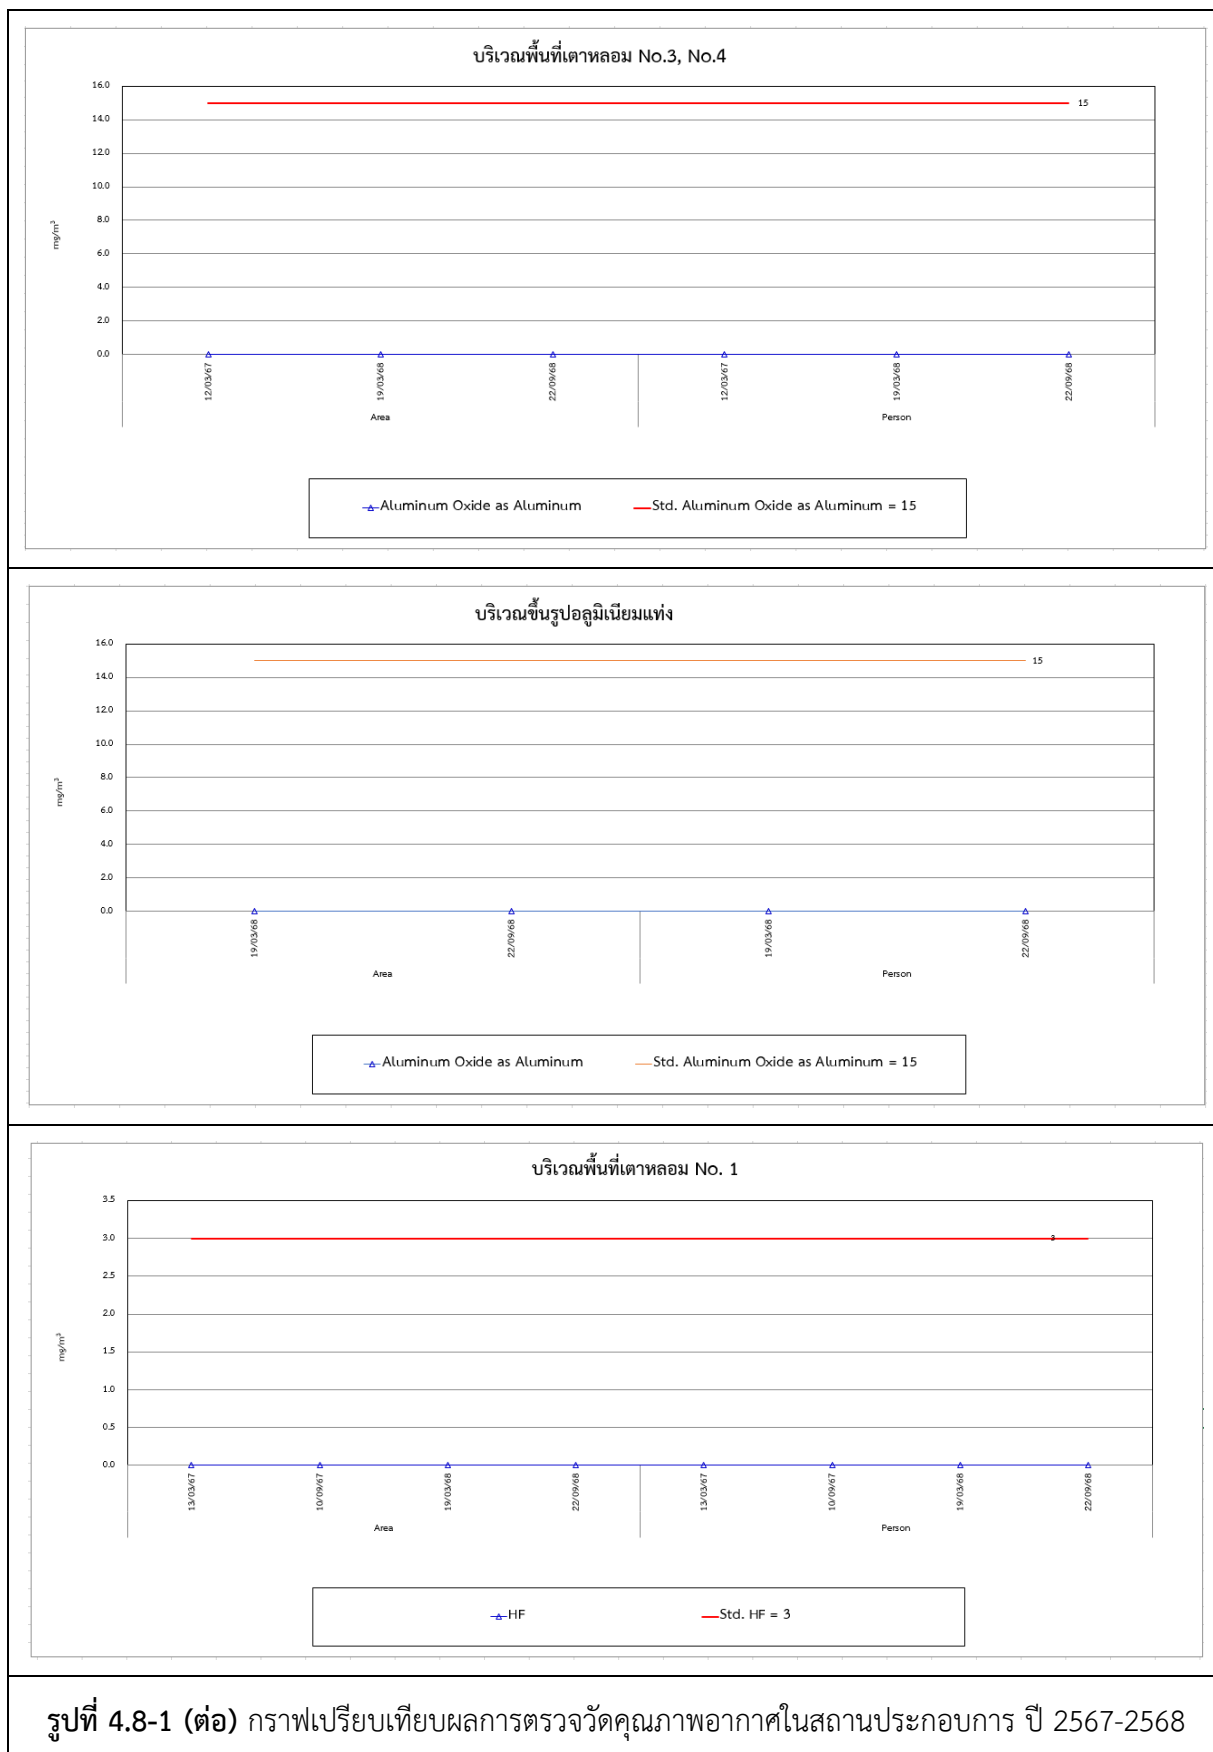 บริเวณพื้นที่เตาหลอม No.3, No.4
16.0
14.0
12.0
10.0
8.0
6.0
4.0
2.0
0.0
mg/m³
15
12/03/67
19/03/68
22/09/68
12/03/67
19/03/68
22/09/68
Area
Person
Aluminum Oxide as Aluminum
Std. Aluminum Oxide as Aluminum = 15
บริเวณขึ้นรูปอลูมิเนียมแท่ง
16.0
14.0
12.0
10.0
8.0
6.0
4.0
2.0
0.0
mg/m³
15
19/03/68
22/09/68
19/03/68
22/09/68
Area
Person
Aluminum Oxide as Aluminum
Std. Aluminum Oxide as Aluminum = 15
บริเวณพื้นที่เตาหลอม No. 1
3.5
3.0
2.5
2.0
1.5
1.0
0.5
0.0
mg/m³
3
13/03/67
10/09/67
19/03/68
22/09/68
13/03/67
10/09/67
19/03/68
22/09/68
Area
Person
HF
Std. HF = 3
รูปที่ 4.8-1 (ต่อ) กราฟเปรียบเทียบผลการตรวจวัดคุณภาพอากาศในสถานประกอบการ ปี 2567-2568